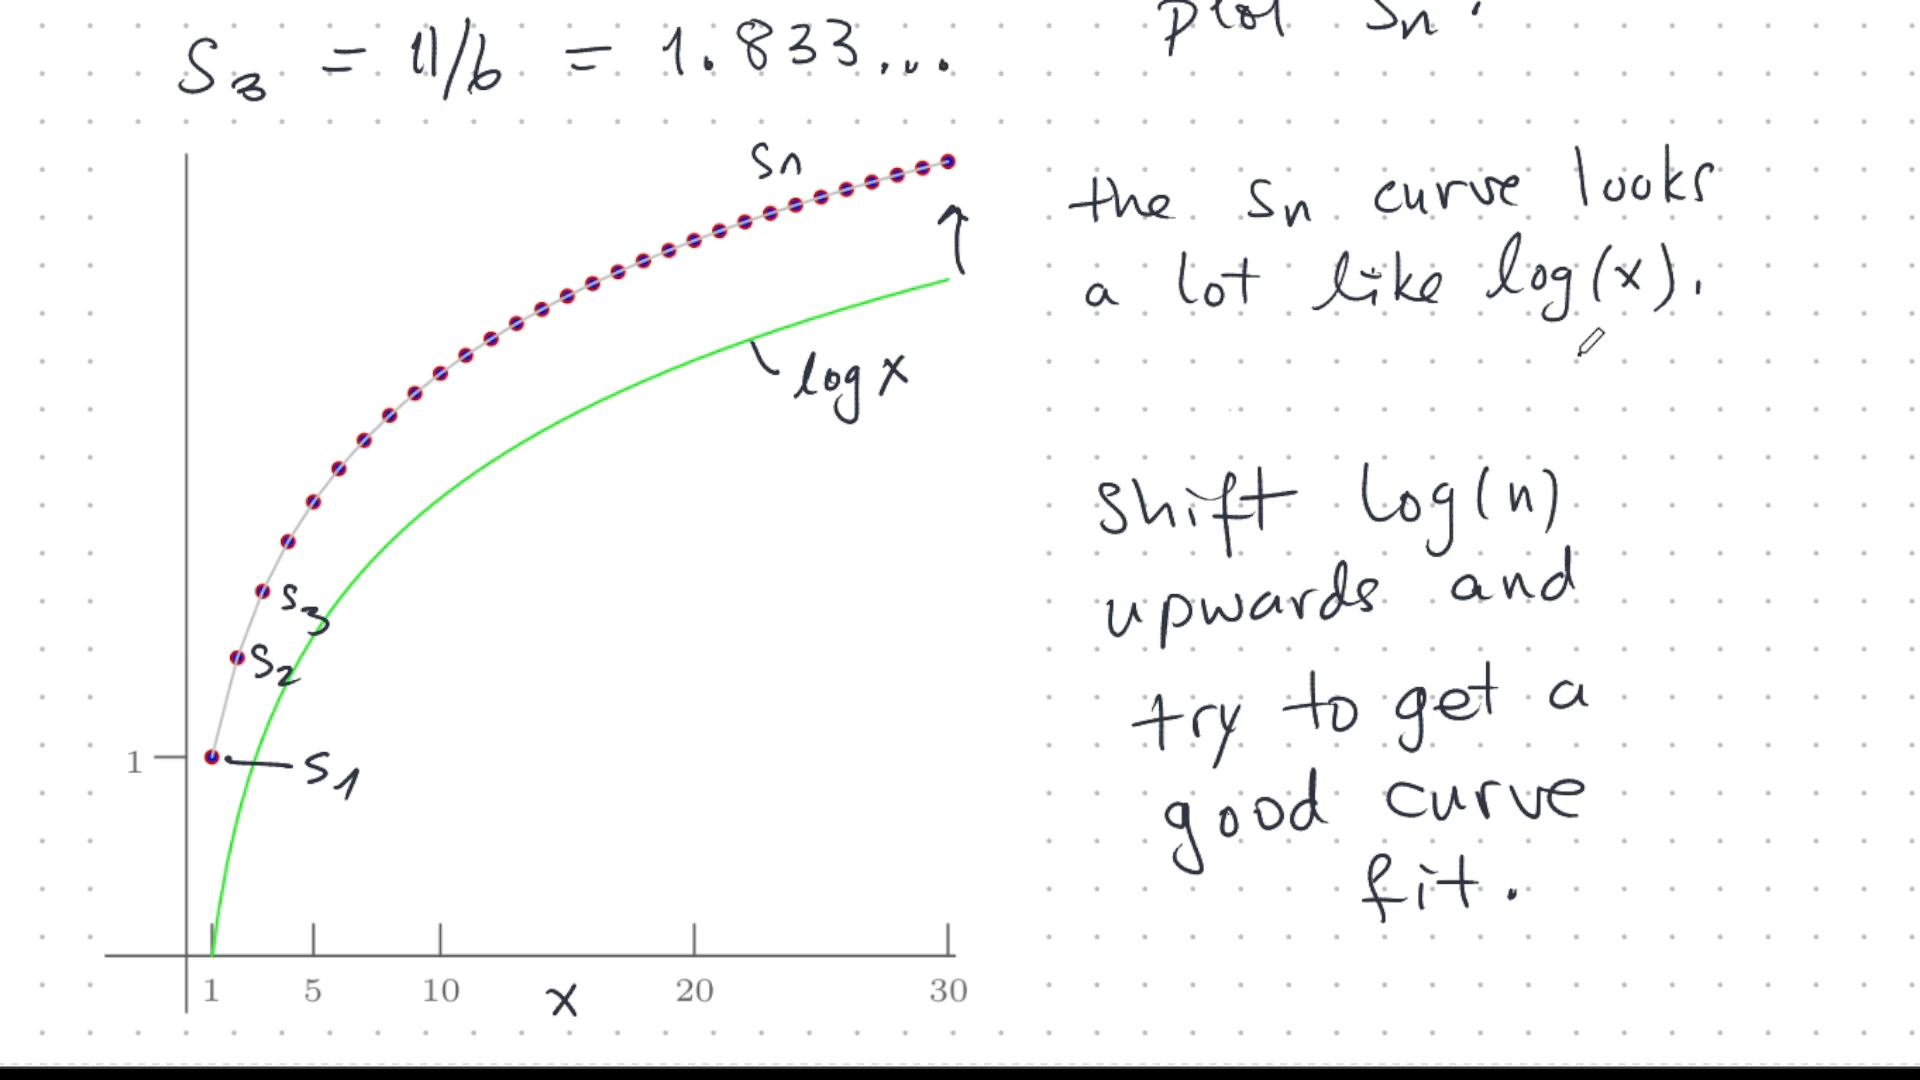 plot Sn?
S3 = 11/6 = 1.833...
Sn
the Sn curve looks
a lot like log(x).
log x
shift log(n)
upwards and
try to get a
good curve
fit.
S3
S2
1
S1
1 5 10 x 20 30